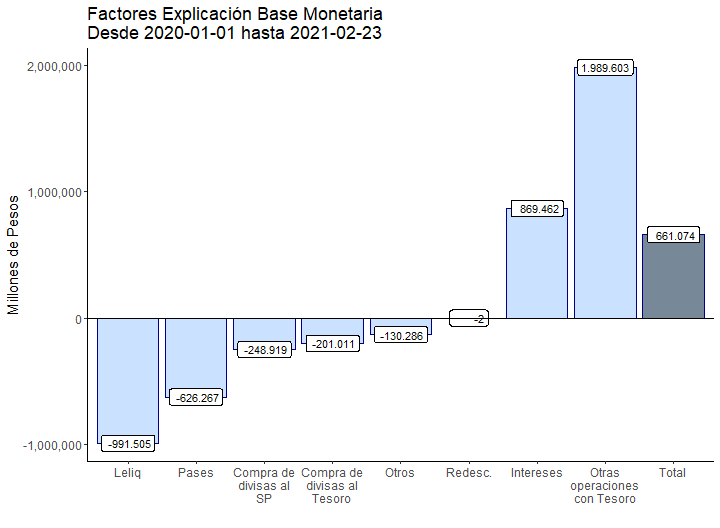 Factores Explicación Base Monetaria
Desde 2020-01-01 hasta 2021-02-23
Millones de Pesos
2,000,000
1,000,000
0
-1,000,000
-991.505
-626.267
-248.919
-201.011
-130.286
-2
869.462
1.989.603
661.074
Leliq
Pases
Compra de
divisas al
SP
Compra de
divisas al
Tesoro
Otros
Redesc.
Intereses
Otras
operaciones
con Tesoro
Total